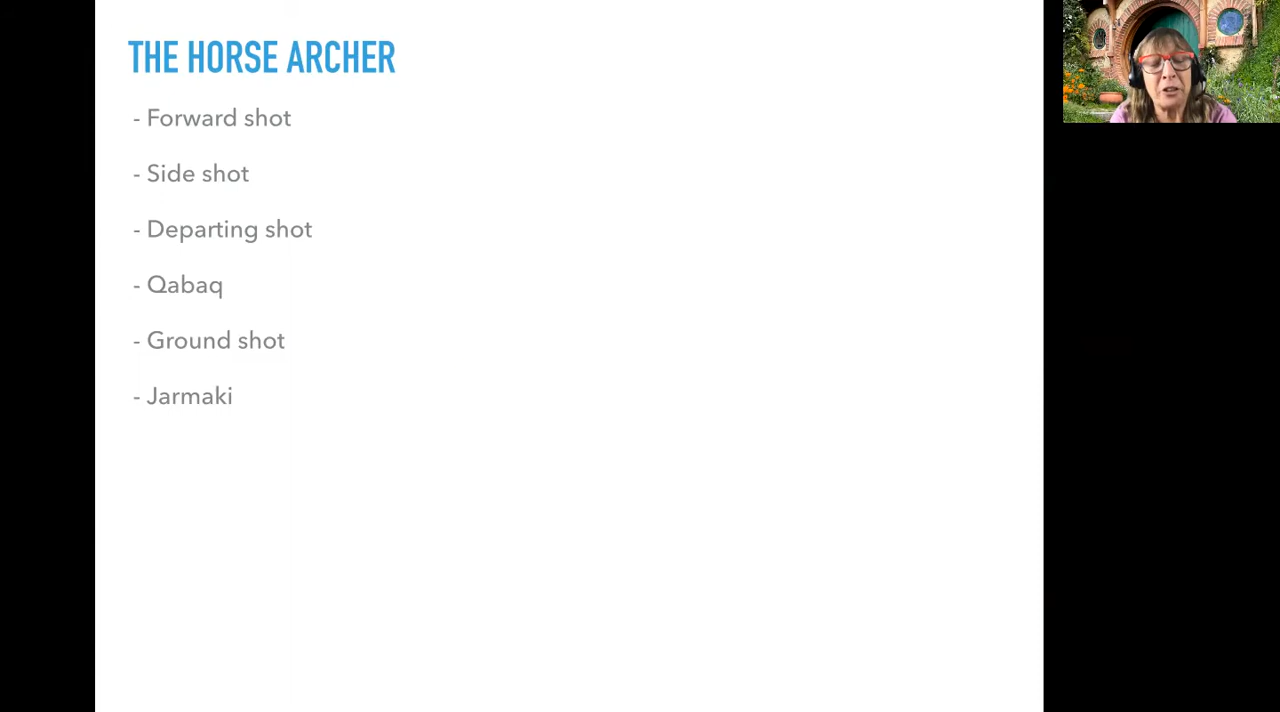 THE HORSE ARCHER
- Forward shot
- Side shot
- Departing shot
- Qabaq
- Ground shot
- Jarmaki